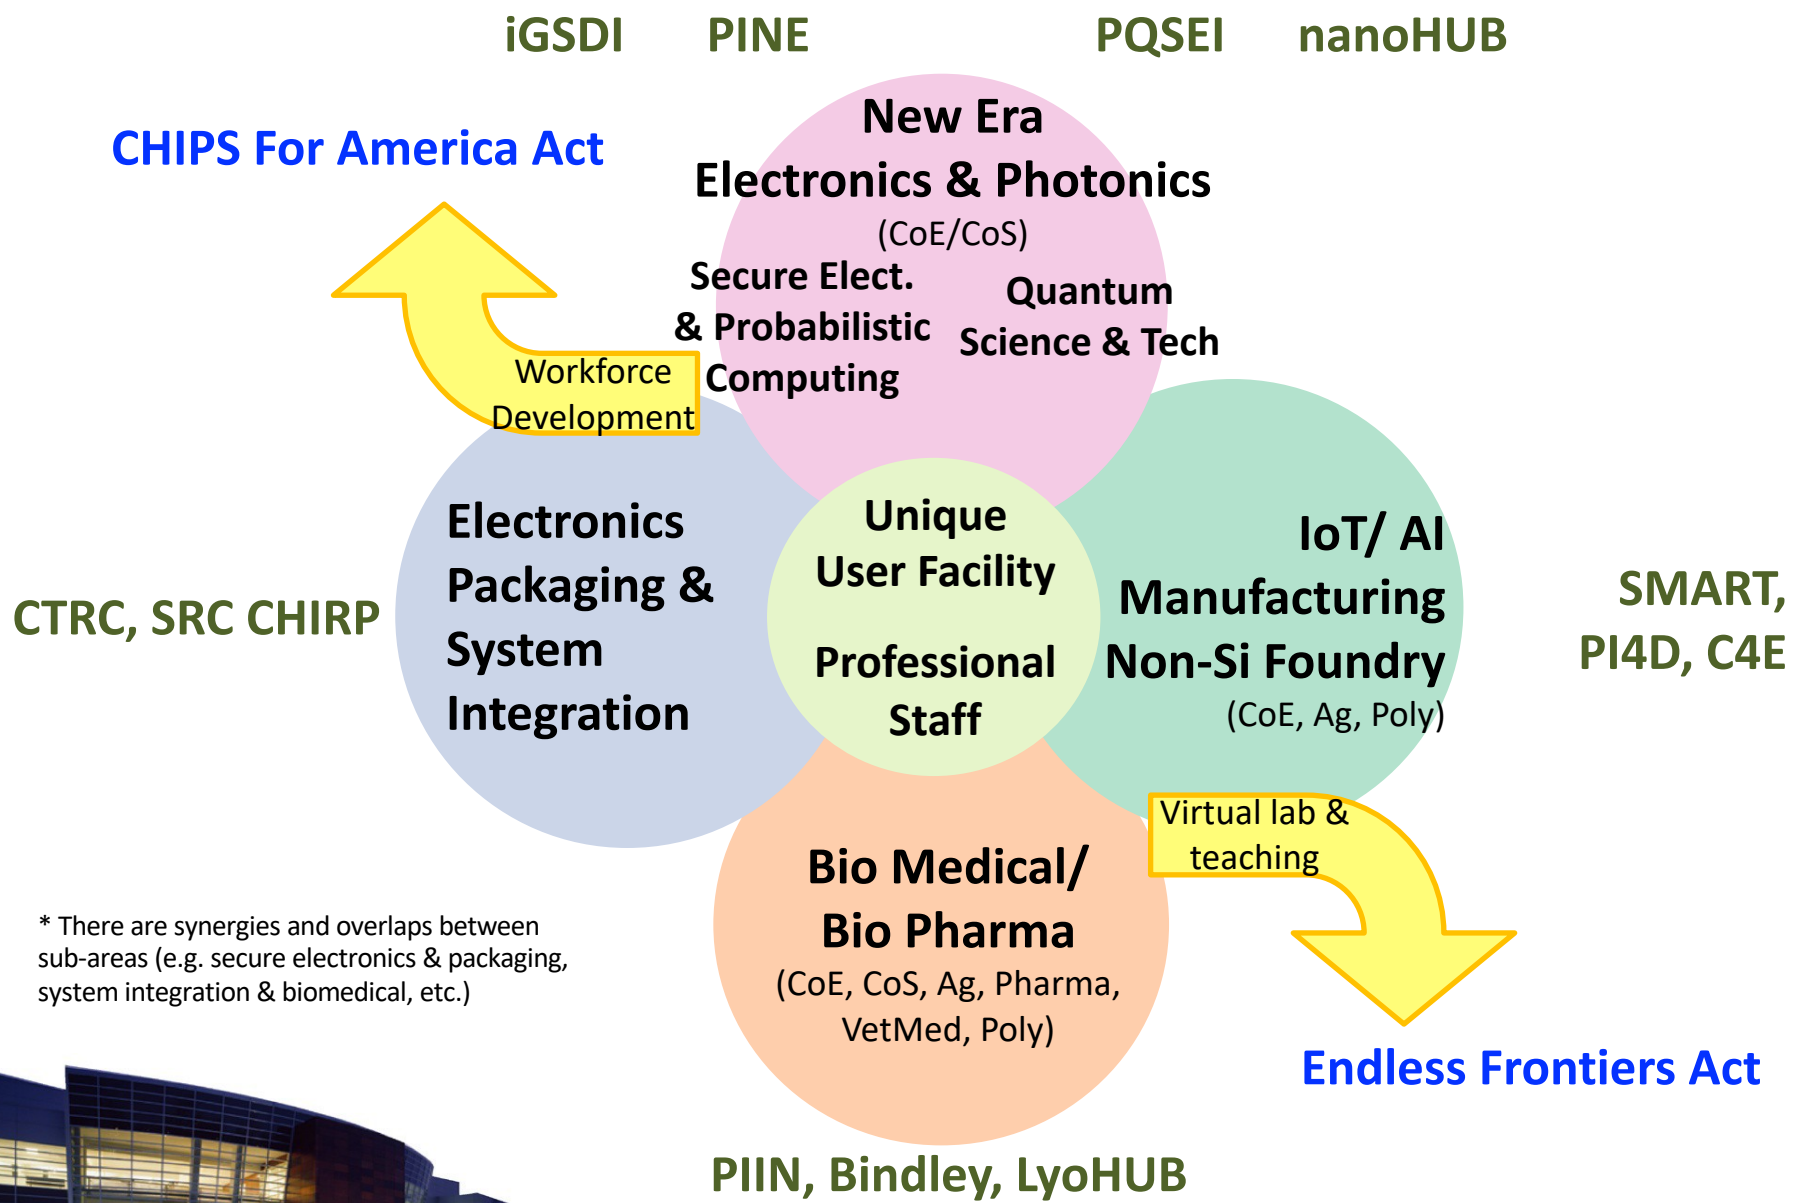 iGSDI PINE PQSEI nanoHUB
CHIPS For America Act
New Era
Electronics & Photonics
(CoE/CoS)
Secure Elect.
& Probabilistic
Computing
Quantum
Science & Tech
Workforce
Development
Electronics
Packaging &
System
Integration
Unique
User Facility
Professional
Staff
IoT/ AI
Manufacturing
Non-Si Foundry
(CoE, Ag, Poly)
CTRC, SRC CHIRP
SMART,
PI4D, C4E
Virtual lab &
teaching
Bio Medical/
Bio Pharma
(CoE, CoS, Ag, Pharma,
VetMed, Poly)
* There are synergies and overlaps between
sub-areas (e.g. secure electronics & packaging,
system integration & biomedical, etc.)
Endless Frontiers Act
PIIN, Bindley, LyoHUB